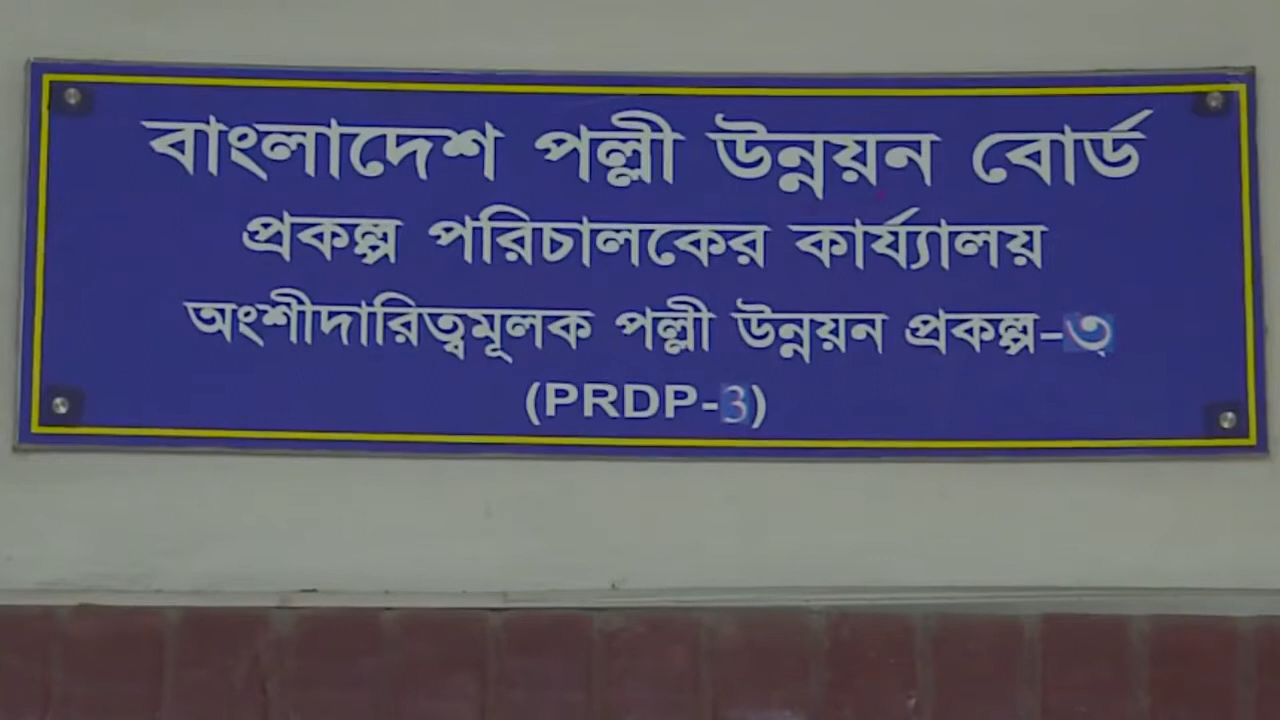 বাংলাদেশ পল্লী উন্নয়ন বোর্ড
প্রকল্প পরিচালকের কার্য্যালয়
অংশীদারিত্বমূলক পল্লী উন্নয়ন প্রকল্প-৩
(PRDP-3)